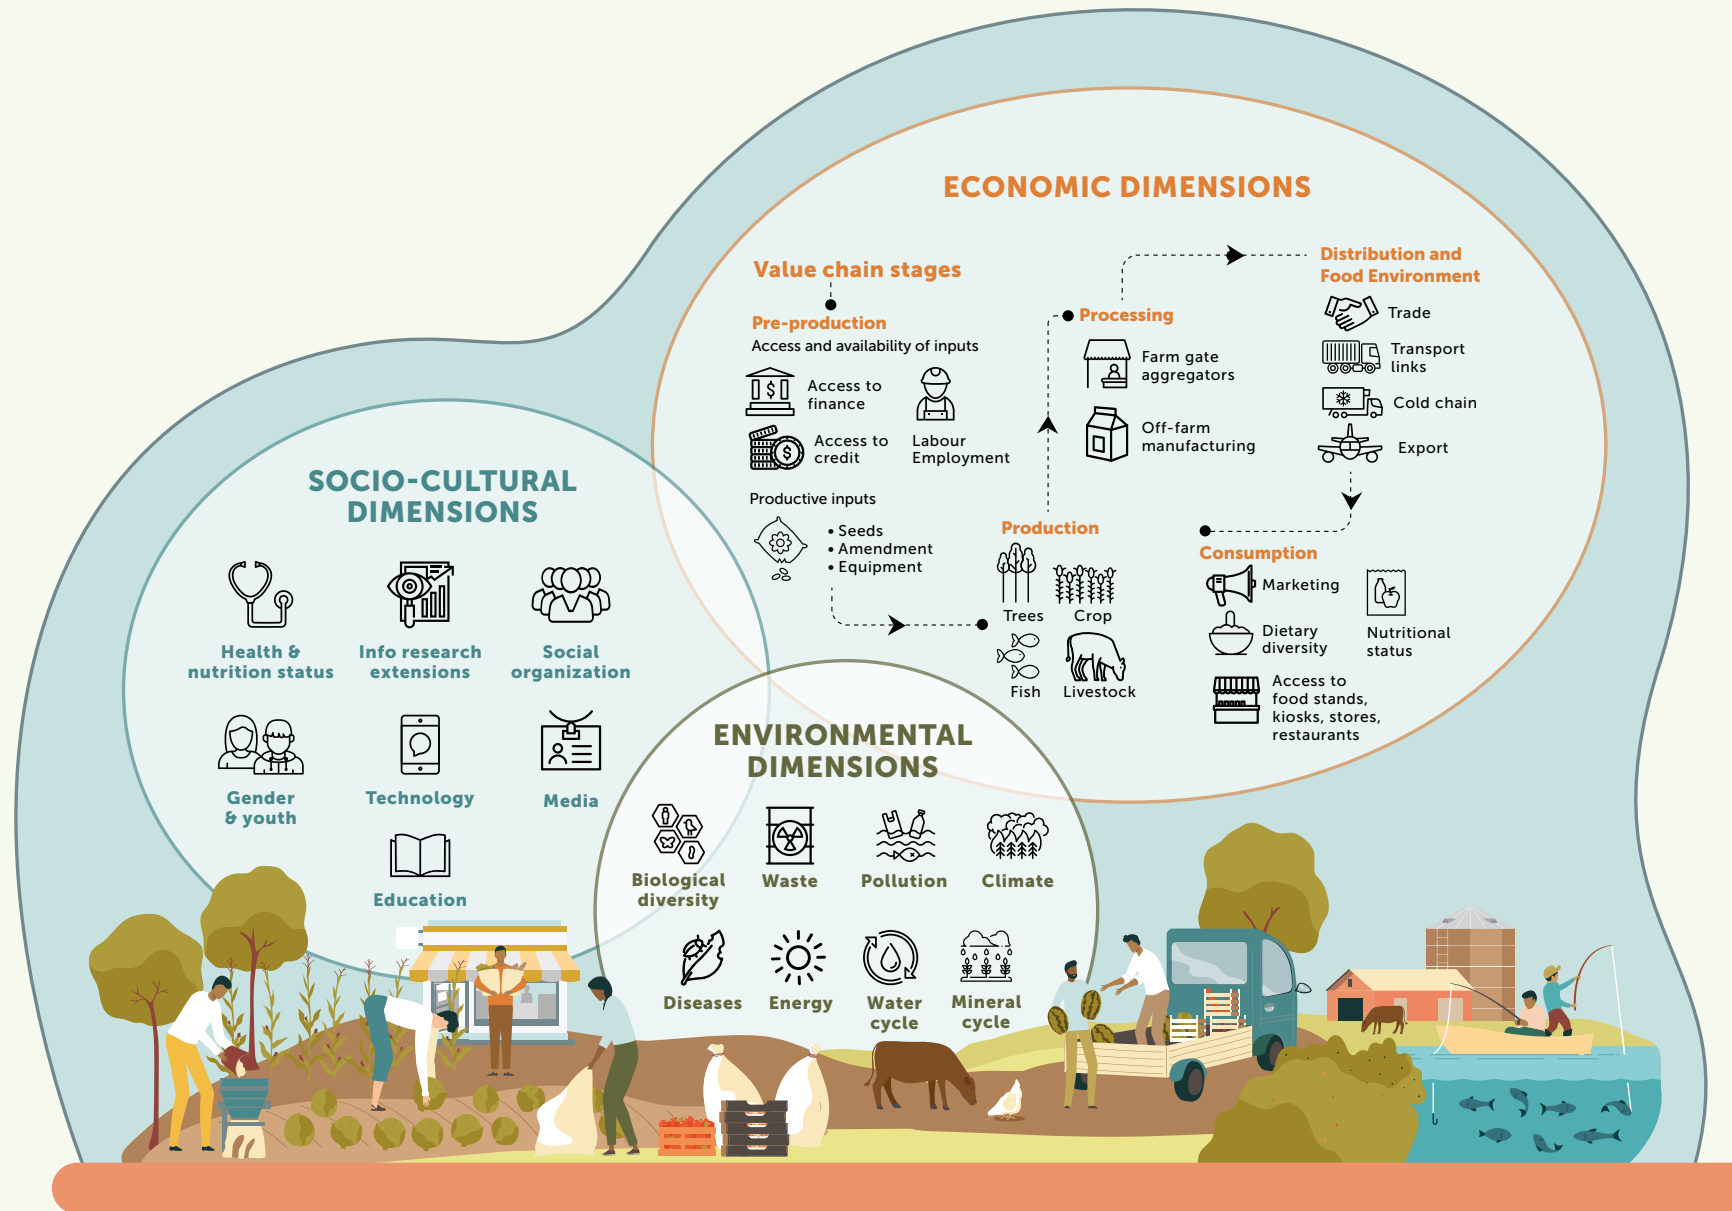 ECONOMIC DIMENSIONS
Value chain stages
Pre-production
Access and availability of inputs
Access to
finance
Access to
credit
Labour
Employment
Productive inputs
• Seeds
• Amendment
• Equipment
Production
Trees
Crop
Fish
Livestock
Processing
Farm gate
aggregators
Off-farm
manufacturing
Distribution and
Food Environment
Trade
Transport
links
Cold chain
Export
Consumption
Marketing
Dietary
diversity
Nutritional
status
Access to
food stands,
kiosks, stores,
restaurants
SOCIO-CULTURAL
DIMENSIONS
Health &
nutrition status
Info research
extensions
Social
organization
Gender
& youth
Technology
Media
Education
ENVIRONMENTAL
DIMENSIONS
Biological
diversity
Waste
Pollution
Climate
Diseases
Energy
Water
cycle
Mineral
cycle